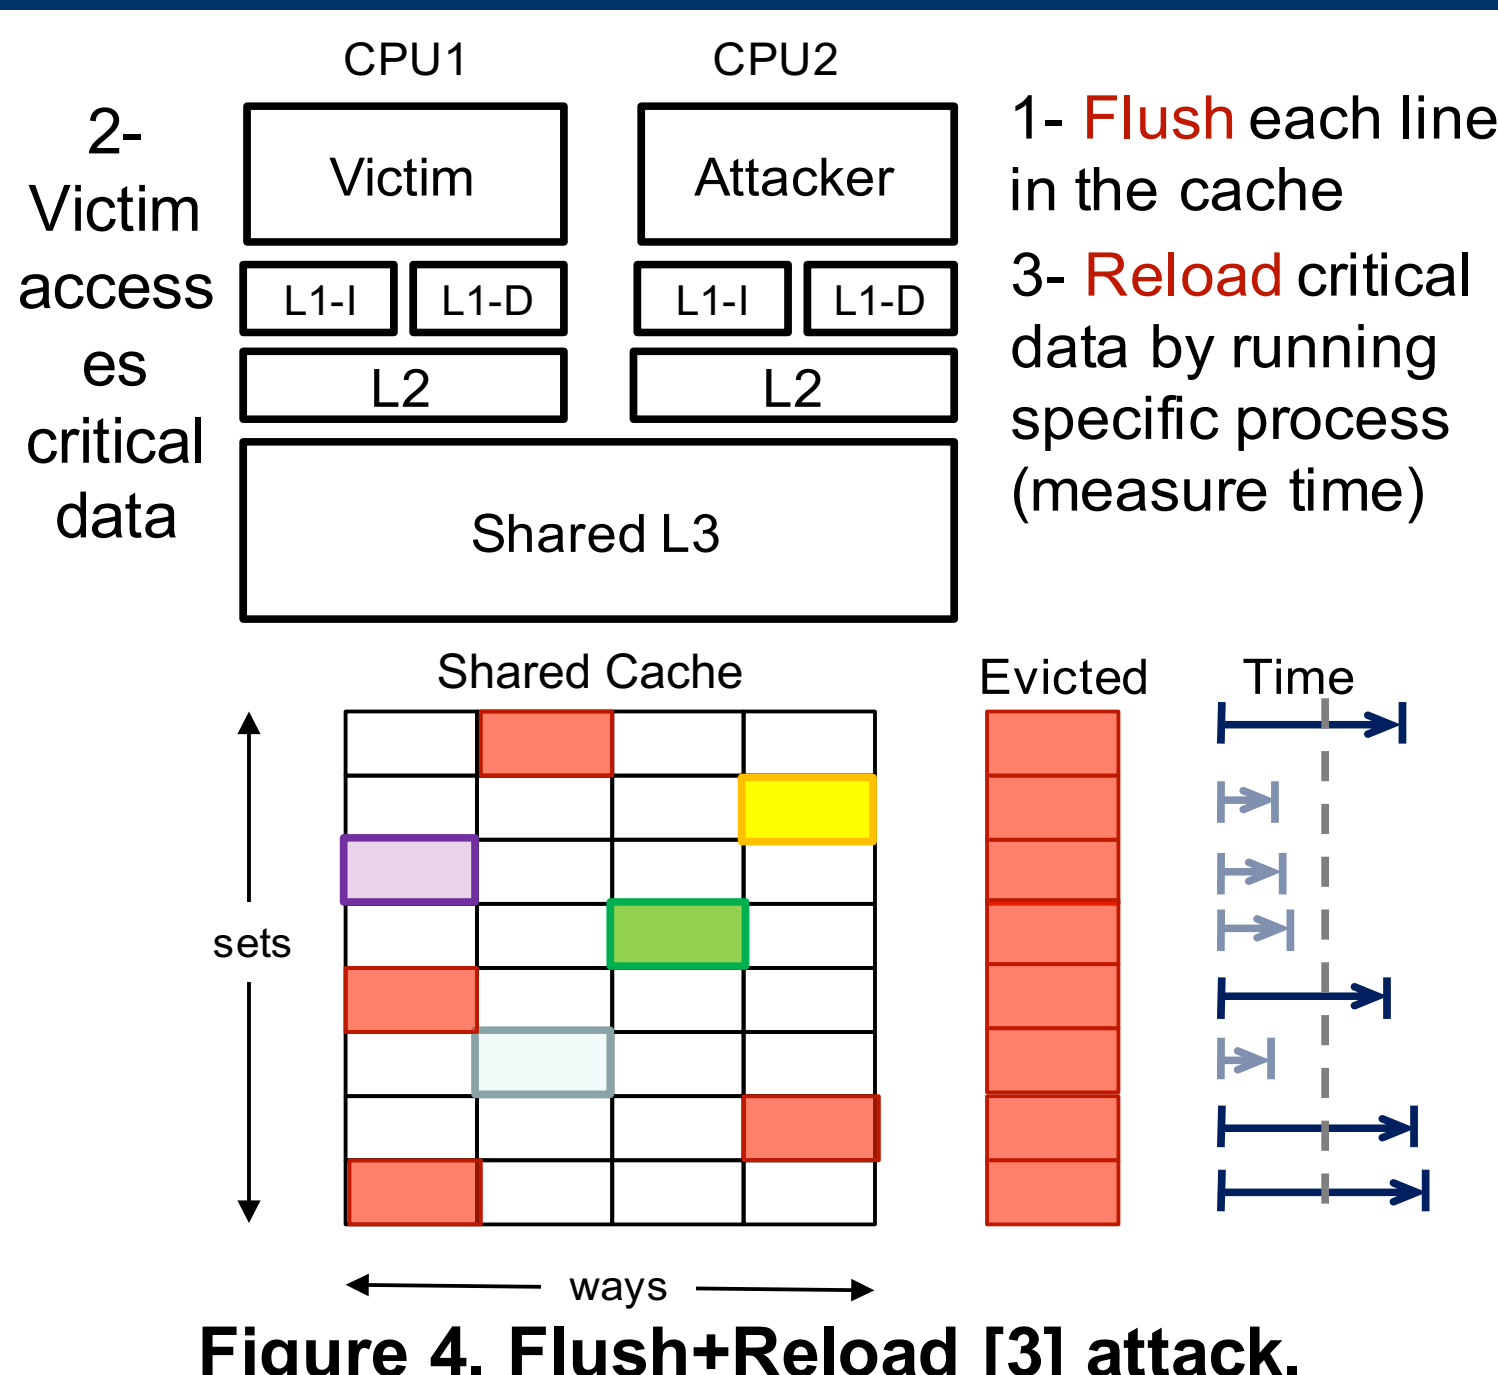 CPU1
CPU2
2-
Victim
access
es
critical
data
Victim
Attacker
L1-I
L1-D
L1-I
L1-D
L2
L2
Shared L3
1- Flush each line
in the cache
3- Reload critical
data by running
specific process
(measure time)
Shared Cache
Evicted
Time
sets
ways
Figure 4. Flush+Reload [3] attack.